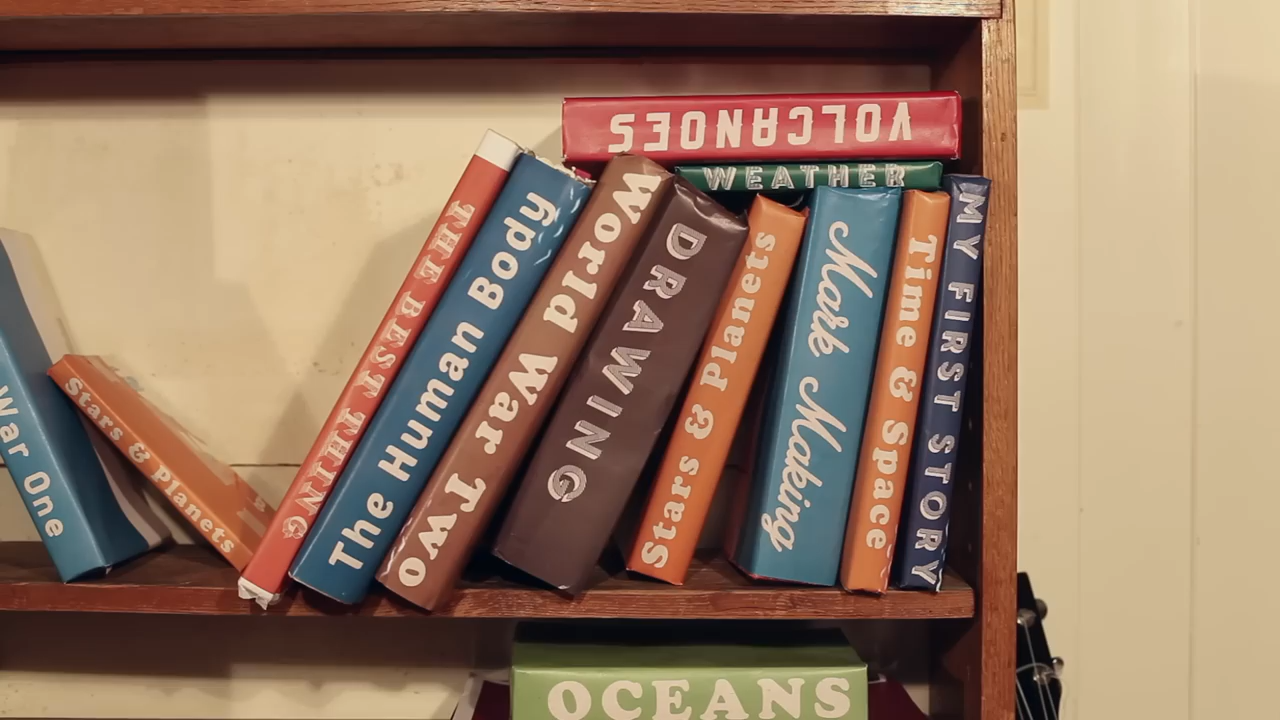 VOLCANOES
WEATHER
War One
Stars & Planets
THE BEST THING
The Human Body
World War Two
DRAWING
Stars & Planets
Mark Making
Time & Space
MY FIRST STORY
OCEANS